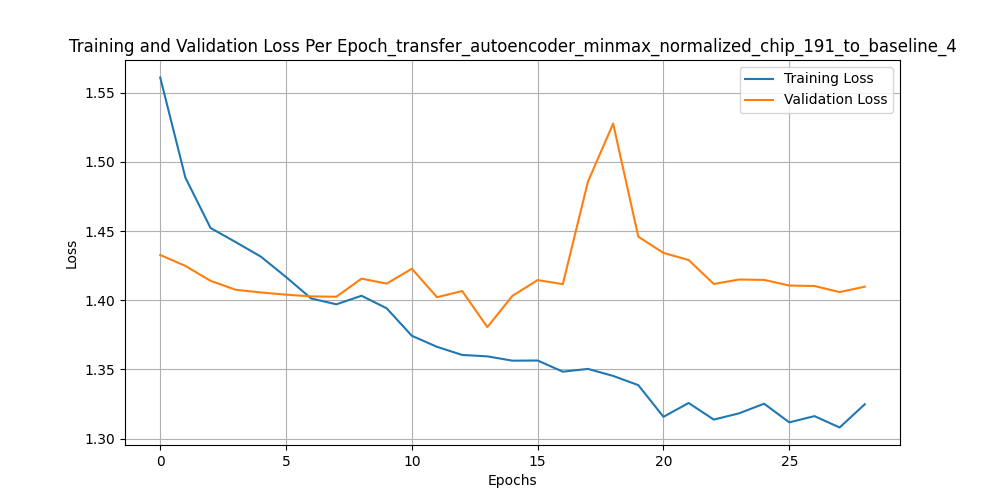 Training and Validation Loss Per Epoch_transfer_autoencoder_minmax_normalized_chip_191_to_baseline_4
Training Loss
Validation Loss
1.55
1.50
1.45
1.40
1.35
1.30
Loss
0 5 10 15 20 25
Epochs